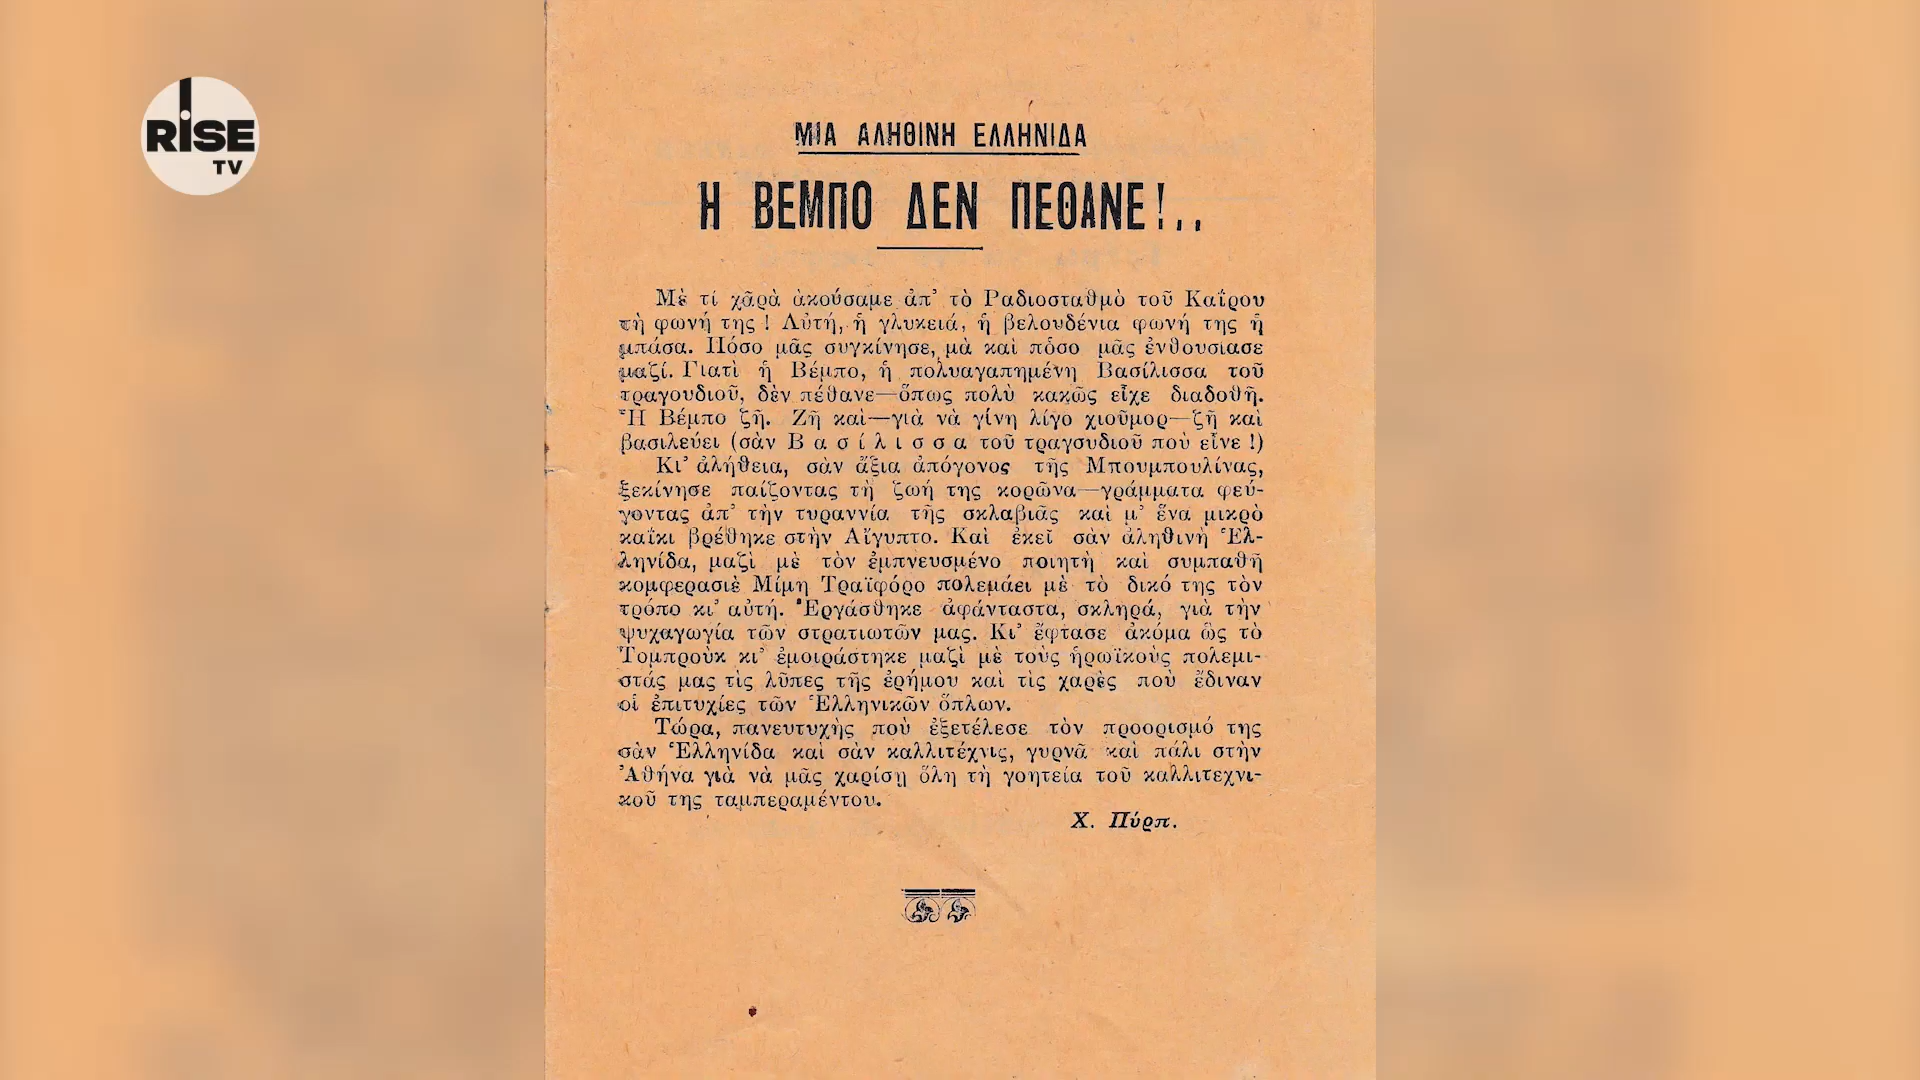 RISE
TV
ΜΙΑ ΑΛΗΘΙΝΗ ΕΛΛΗΝΙΔΑ
Η ΒΕΜΠΟ ΔΕΝ ΠΕΘΑΝΕ!..
Μὲ τί χᾶρὰ ἀκούσαμε ἀπ' τὸ Ραδιοσταθμὸ τοῦ Καΐρου
τὴ φωνή της! Αὐτή, ἡ γλυκειά, ἡ βελουδένια φωνή της ἡ
μπάσα. Πόσο μᾶς συγκίνησε, μὰ καὶ πόσο μᾶς ἐνθουσίασε
μαζί. Γιατὶ ἡ Βέμπο, ἡ πολυαγαπημένη Βασίλισσα τοῦ
τραγουδιοῦ, δὲν πέθανε—ὅπως πολὺ κακῶς εἶχε διαδοθῆ.
Ἡ Βέμπο ζῆ. Ζῆ καὶ—γιὰ νὰ γίνη λίγο χιοῦμορ—ζῆ καὶ
βασιλεύει (σὰν Β α σ ί λ ι σ σ α τοῦ τραγσυδιοῦ ποὺ εἶνε!)
Κι' ἀλήθεια, σὰν ἄξια ἀπόγονος τῆς Μπουμπουλίνας,
ξεκίνησε παίζοντας τὴ ζωή της κορῶνα—γράμματα φεύ-
γοντας ἀπ' τὴν τυραννία τῆς σκλαβιᾶς καὶ μ' ἕνα μικρὸ
καΐκι βρέθηκε στὴν Αἴγυπτο. Καὶ ἐκεῖ σὰν ἀληθινὴ Ἑλ-
ληνίδα, μαζὶ μὲ τὸν ἐμπνευσμένο ποιητὴ καὶ συμπαθῆ
κομφερασιὲ Μίμη Τραϊφόρο πολεμάει μὲ τὸ δικό της τὸν
τρόπο κι' αὐτή. Ἐργάσθηκε ἀφάνταστα, σκληρά, γιὰ τὴν
ψυχαγωγία τῶν στρατιωτῶν μας. Κι' ἔφτασε ἀκόμα ὣς τὸ
Τομπροὺκ κι' ἐμοιράστηκε μαζὶ μὲ τοὺς ἡρωϊκοὺς πολεμι-
στάς μας τὶς λῦπες τῆς ἐρήμου καὶ τὶς χαρὲς ποὺ ἔδιναν
οἱ ἐπιτυχίες τῶν Ἑλληνικῶν ὅπλων.
Τώρα, πανευτυχὴς ποὺ ἐξετέλεσε τὸν προορισμό της
σὰν Ἑλληνίδα καὶ σὰν καλλιτέχνις, γυρνᾶ καὶ πάλι στὴν
Ἀθήνα γιὰ νὰ μᾶς χαρίσῃ ὅλη τὴ γοητεία τοῦ καλλιτεχνι-
κοῦ της ταμπεραμέντου.
Χ. Πύρπ.